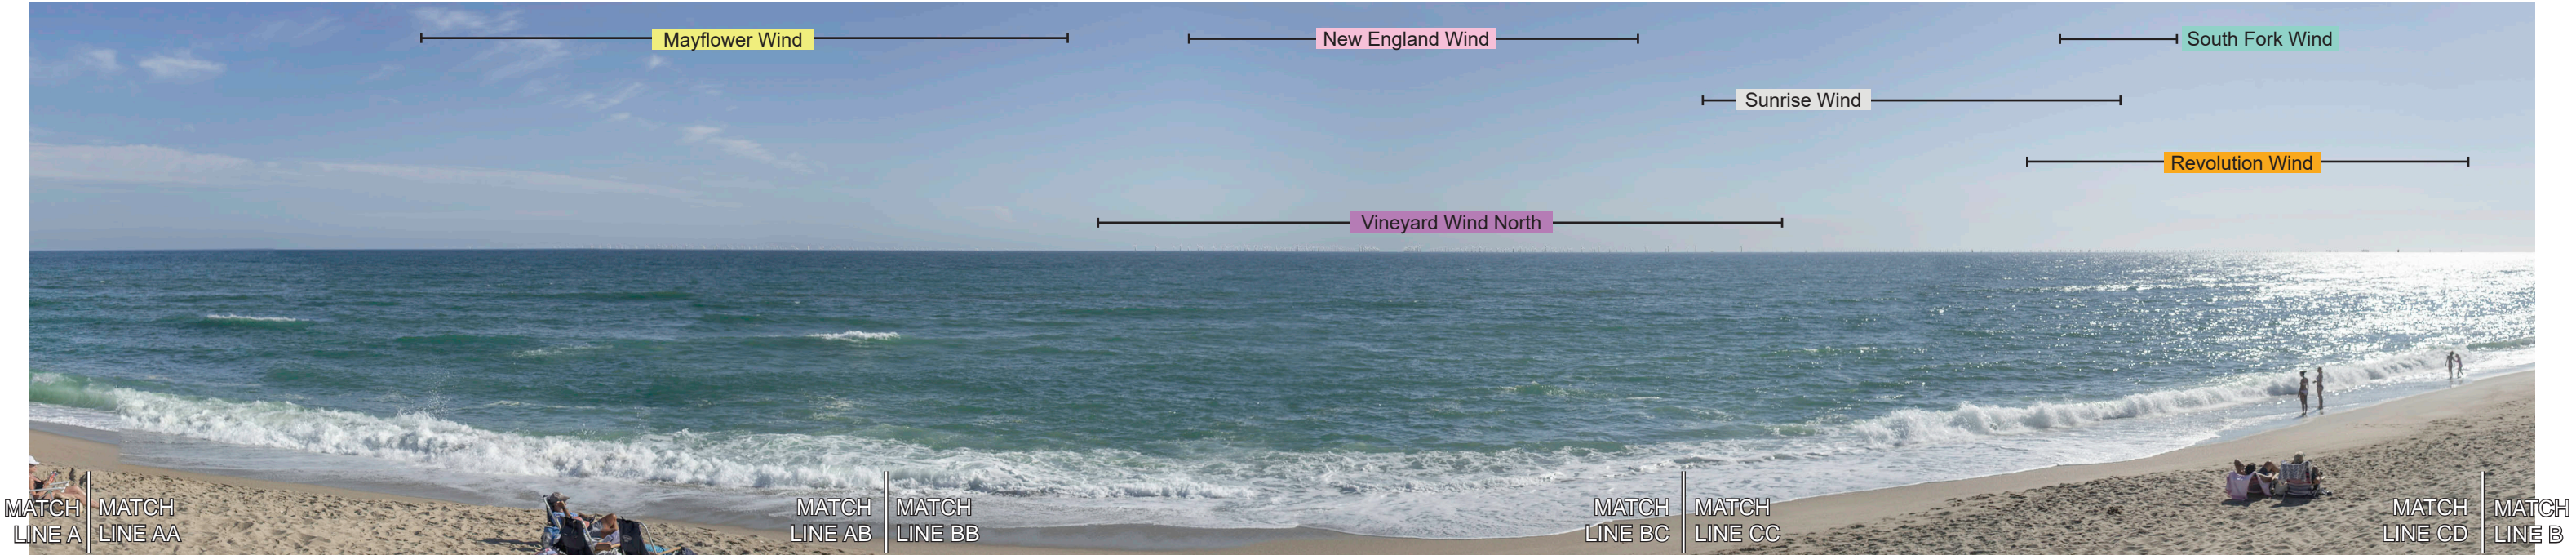 Mayflower Wind
New England Wind
South Fork Wind
Sunrise Wind
Revolution Wind
Vineyard Wind North
MATCH
LINE A
MATCH
LINE AA
MATCH
LINE AB
MATCH
LINE BB
MATCH
LINE BC
MATCH
LINE CC
MATCH
LINE CD
MATCH
LINE B